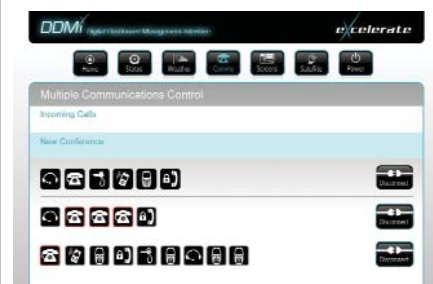 DDMi Digital Dashboard Management Interface excelerate
Home Status Weather Comms Screens Satellite Power
Multiple Communications Control
Incoming Calls
New Conference
Disconnect
Disconnect
Disconnect